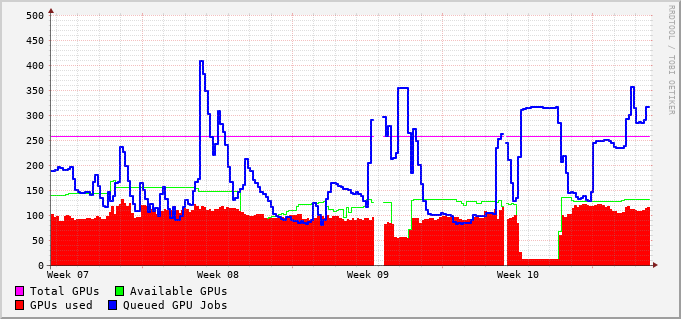 500
450
400
350
300
250
200
150
100
50
0
Week 07 Week 08 Week 09 Week 10
Total GPUs Available GPUs
GPUs used Queued GPU Jobs
RRDTOOL / TOBI OETIKER